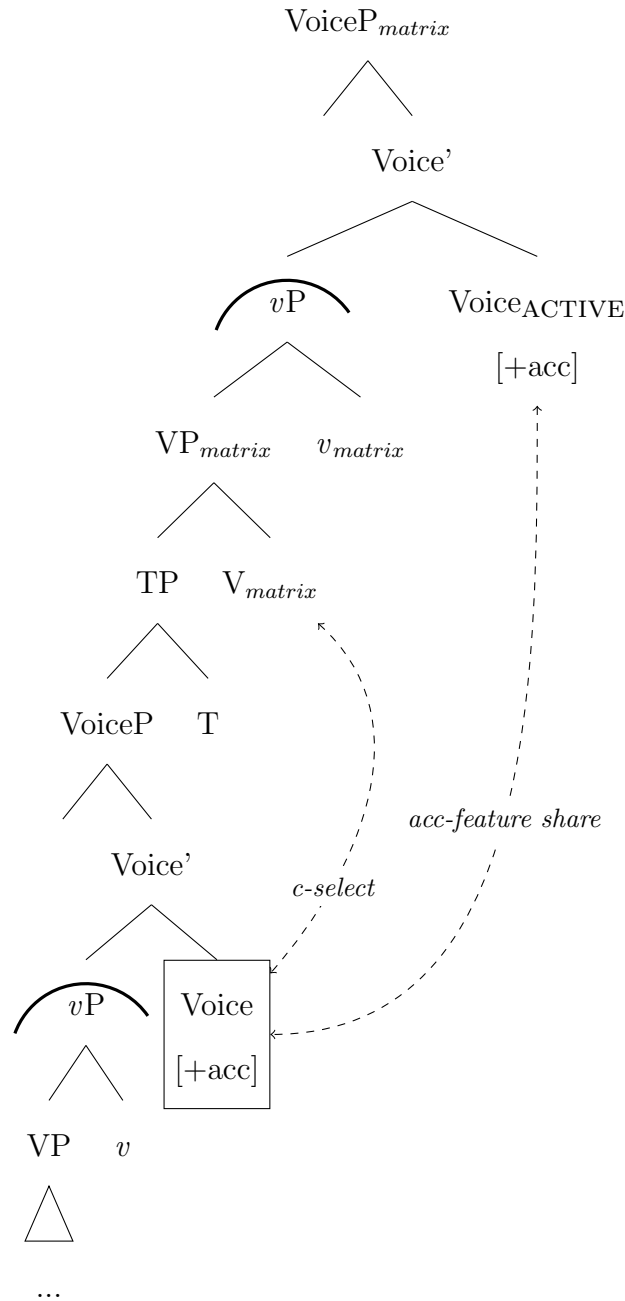 VoiceP_matrix
Voice’
vP Voice_ACTIVE
[+acc]
VP_matrix v_matrix
TP V_matrix
VoiceP T
acc-feature share
Voice’
c-select
vP Voice
[+acc]
VP v
...